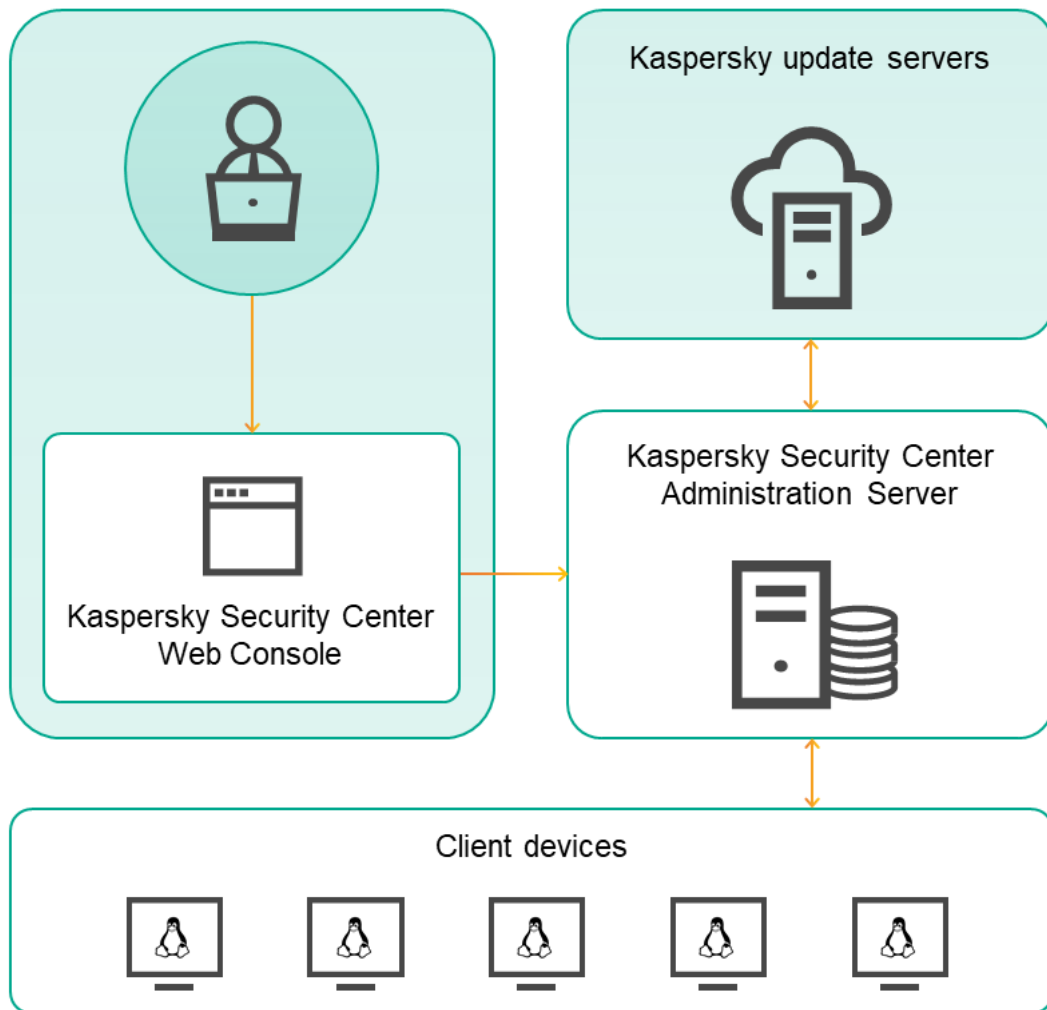 Kaspersky update servers
Kaspersky Security Center
Administration Server
Kaspersky Security Center
Web Console
Client devices